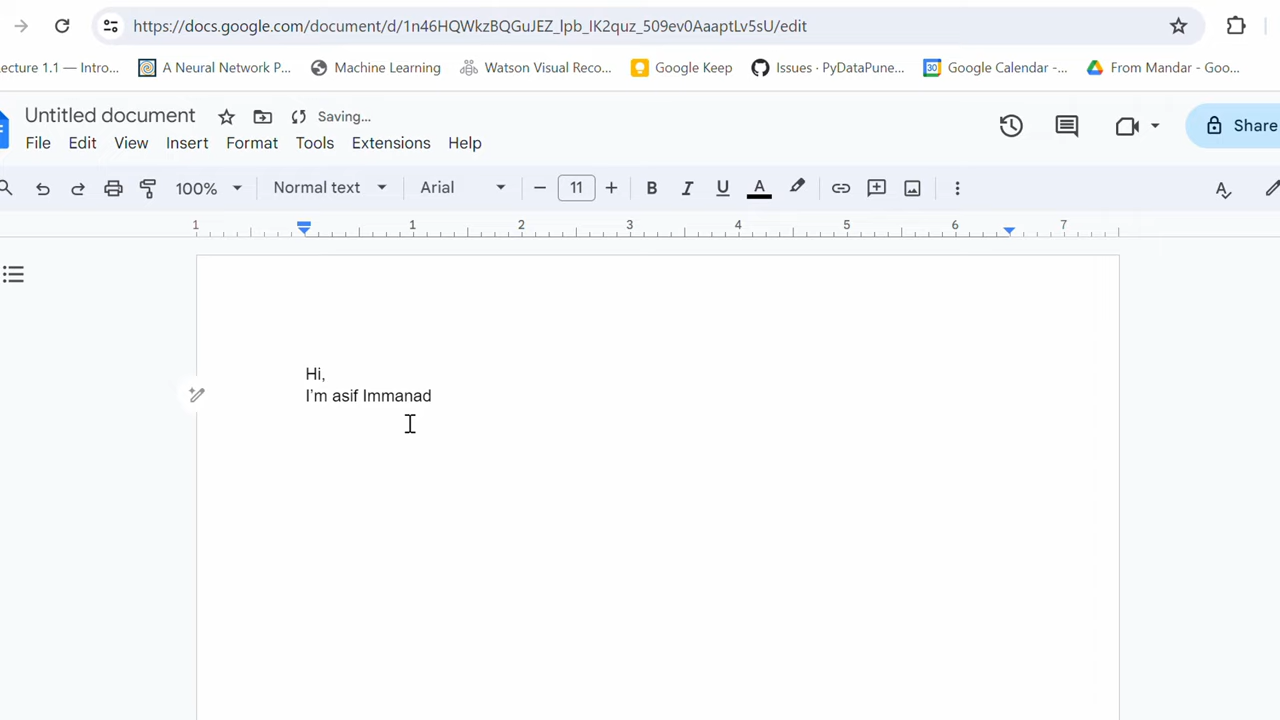 https://docs.google.com/document/d/1n46HQWkzBQGuJEZ_lpb_lK2quz_509ev0AaaptLv5sU/edit
ecture 1.1 — Intro... A Neural Network P... Machine Learning Watson Visual Reco... Google Keep Issues · PyDataPune... Google Calendar -... From Mandar - Goo...
Untitled document Saving...
Share
File Edit View Insert Format Tools Extensions Help
100% Normal text Arial − 11 + B I U A
1 1 2 3 4 5 6 7
Hi,
I'm asif Immanad